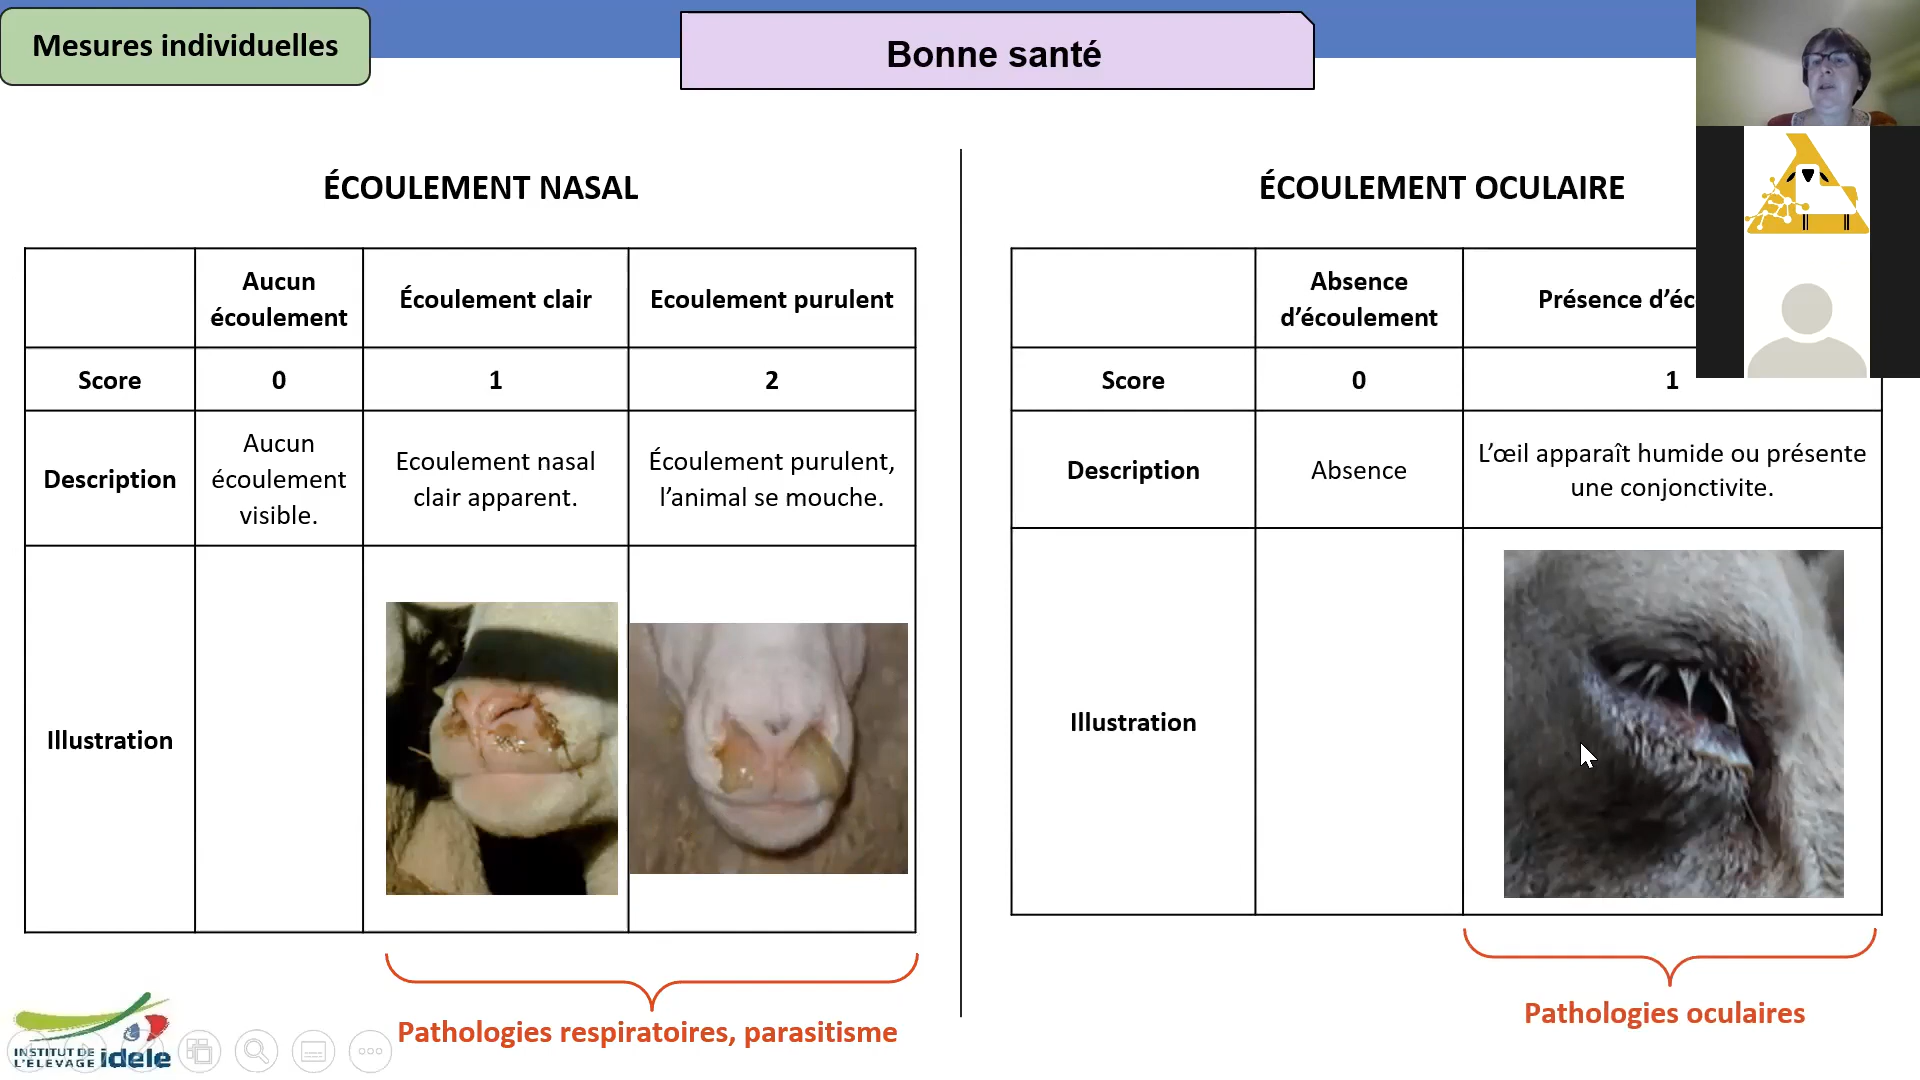 Mesures individuelles
Bonne santé
ÉCOULEMENT NASAL
Aucun
écoulement
Écoulement clair
Ecoulement purulent
Score
0
1
2
Description
Aucun
écoulement
visible.
Ecoulement nasal
clair apparent.
Écoulement purulent,
l’animal se mouche.
Illustration
Pathologies respiratoires, parasitisme
ÉCOULEMENT OCULAIRE
Absence
d’écoulement
Présence d’éc
Score
0
1
Description
Absence
L’œil apparaît humide ou présente
une conjonctivite.
Illustration
Pathologies oculaires
INSTITUT DE
L'ELEVAGE idele